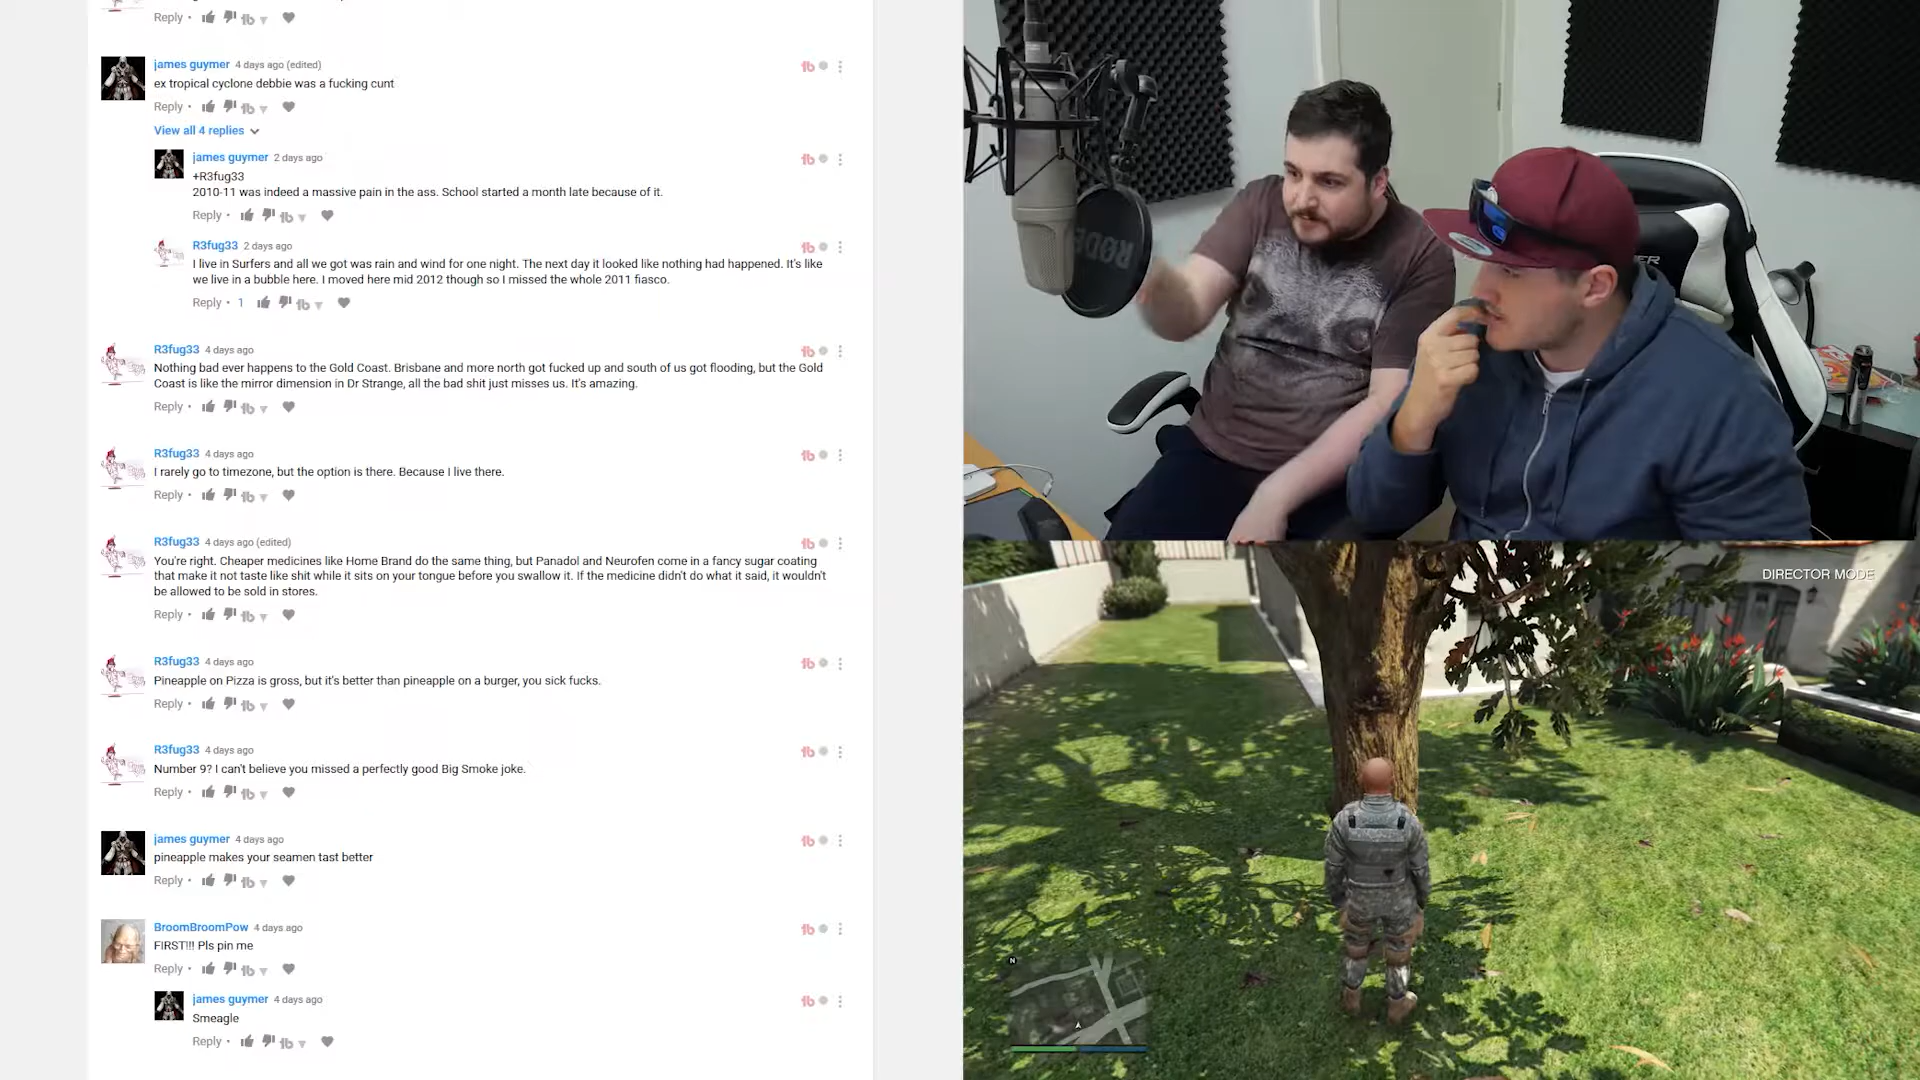 Reply •
james guymer 4 days ago (edited)
ex tropical cyclone debbie was a fucking cunt
Reply •
View all 4 replies
james guymer 2 days ago
+R3fug33
2010-11 was indeed a massive pain in the ass. School started a month late because of it.
Reply •
R3fug33 2 days ago
I live in Surfers and all we got was rain and wind for one night. The next day it looked like nothing had happened. It's like
we live in a bubble here. I moved here mid 2012 though so I missed the whole 2011 fiasco.
Reply • 1
R3fug33 4 days ago
Nothing bad ever happens to the Gold Coast. Brisbane and more north got fucked up and south of us got flooding, but the Gold
Coast is like the mirror dimension in Dr Strange, all the bad shit just misses us. It's amazing.
Reply •
R3fug33 4 days ago
I rarely go to timezone, but the option is there. Because I live there.
Reply •
R3fug33 4 days ago (edited)
You're right. Cheaper medicines like Home Brand do the same thing, but Panadol and Neurofen come in a fancy sugar coating
that make it not taste like shit while it sits on your tongue before you swallow it. If the medicine didn't do what it said, it wouldn't
be allowed to be sold in stores.
Reply •
R3fug33 4 days ago
Pineapple on Pizza is gross, but it's better than pineapple on a burger, you sick fucks.
Reply •
R3fug33 4 days ago
Number 9? I can't believe you missed a perfectly good Big Smoke joke.
Reply •
james guymer 4 days ago
pineapple makes your seamen tast better
Reply •
BroomBroomPow 4 days ago
FIRST!!! Pls pin me
Reply •
james guymer 4 days ago
Smeagle
Reply •
RØDE
DIRECTOR MODE
N